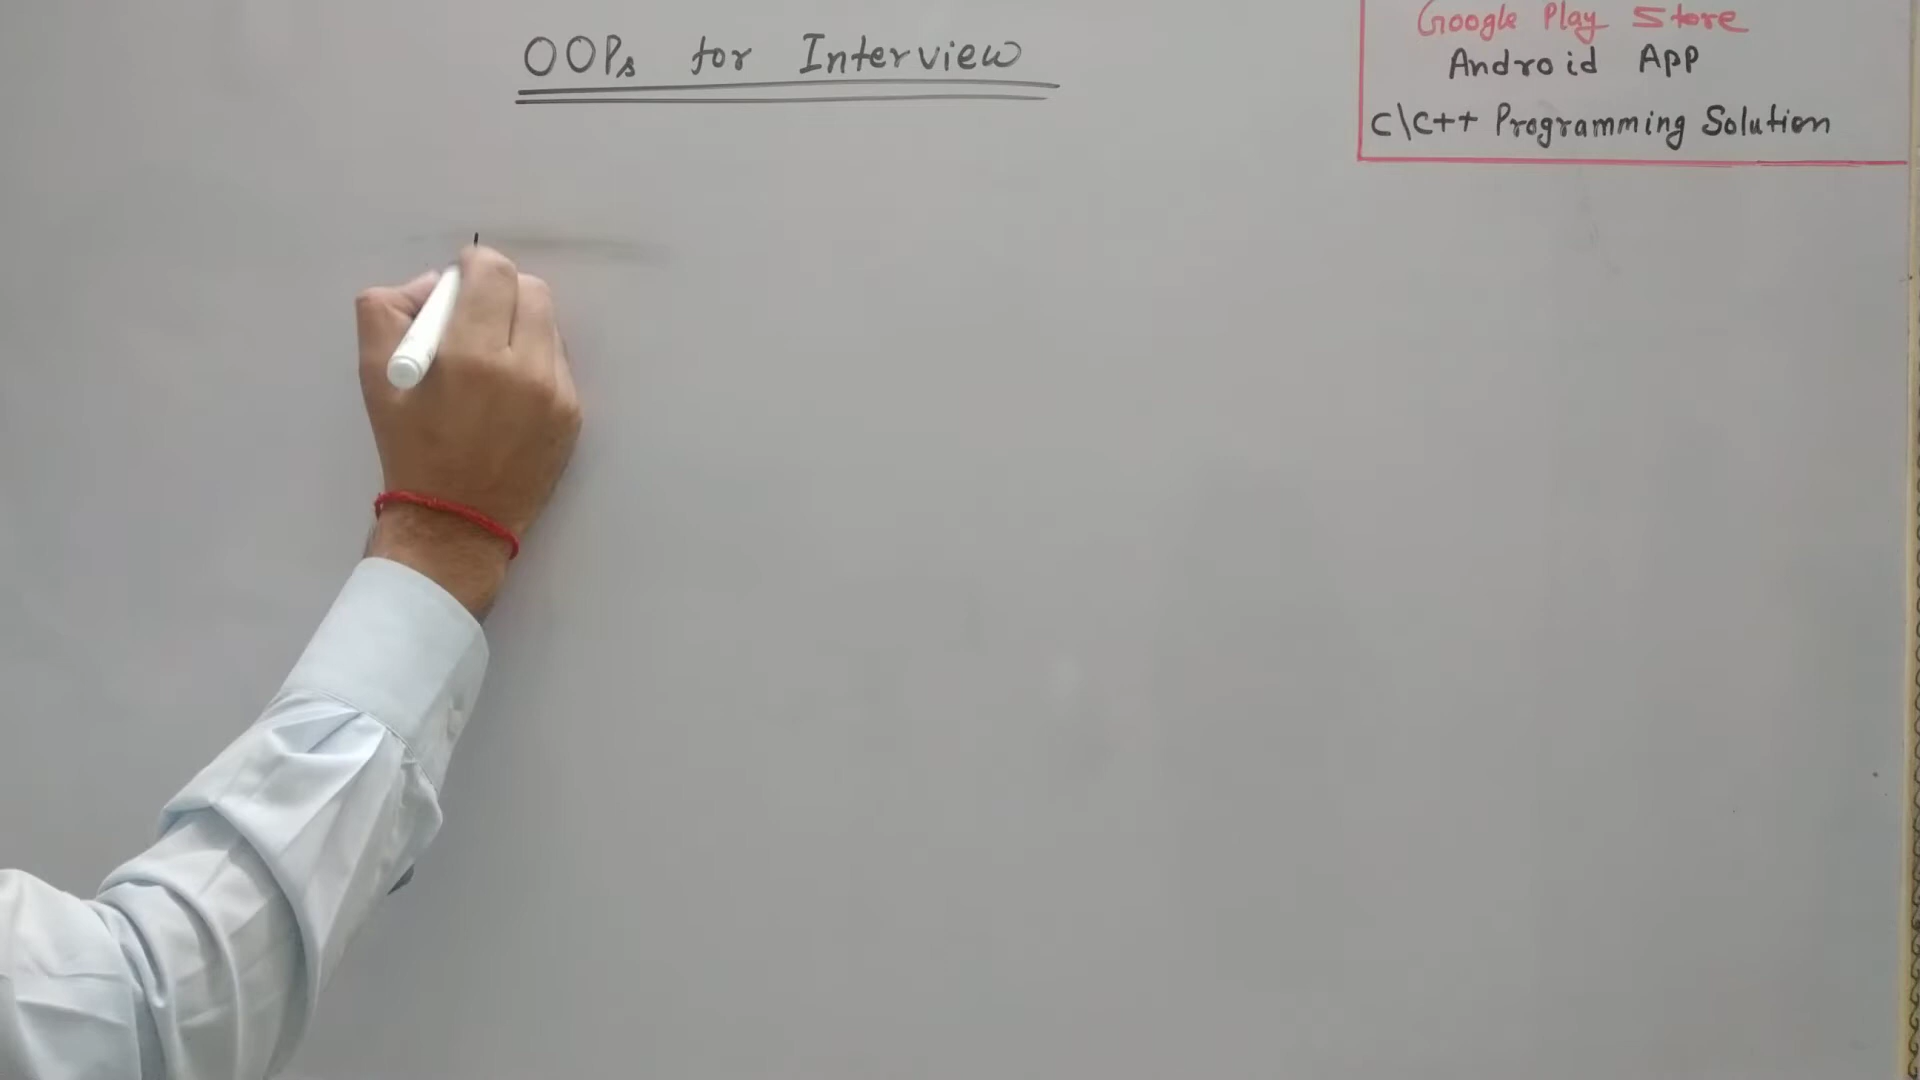 OOPs for Interview
Google Play Store
Android App
C\C++ Programming Solution